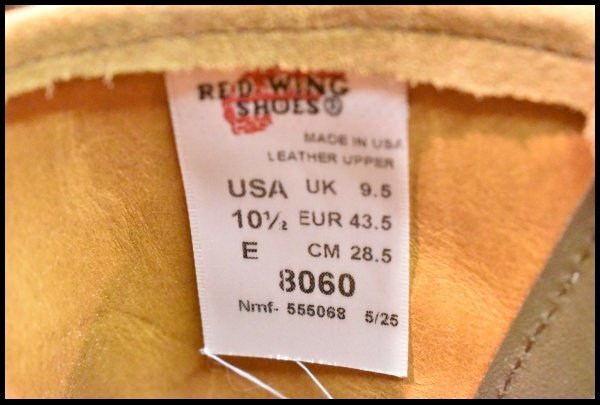 RED WING
SHOES®
MADE IN USA
LEATHER UPPER
USA UK 9.5
10½ EUR 43.5
E CM 28.5
8060
Nmf- 555068 5/25